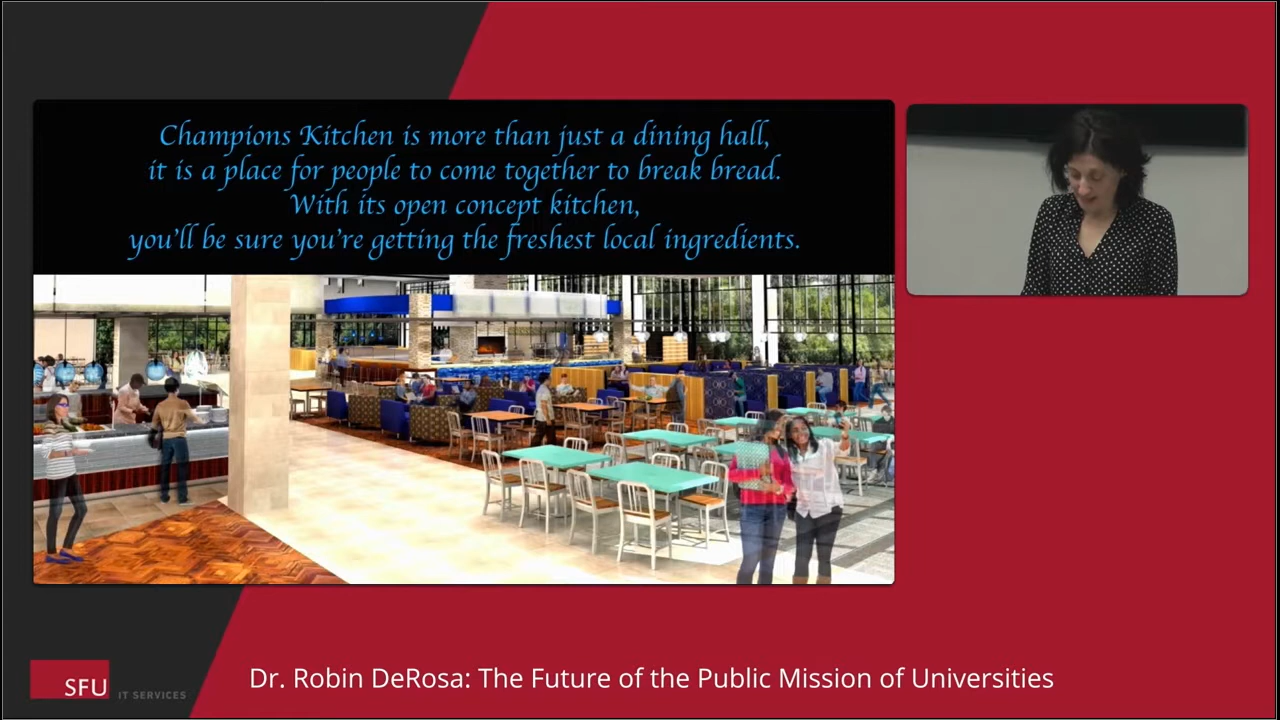 Champions Kitchen is more than just a dining hall,
it is a place for people to come together to break bread.
With its open concept kitchen,
you'll be sure you're getting the freshest local ingredients.
SFU IT SERVICES
Dr. Robin DeRosa: The Future of the Public Mission of Universities